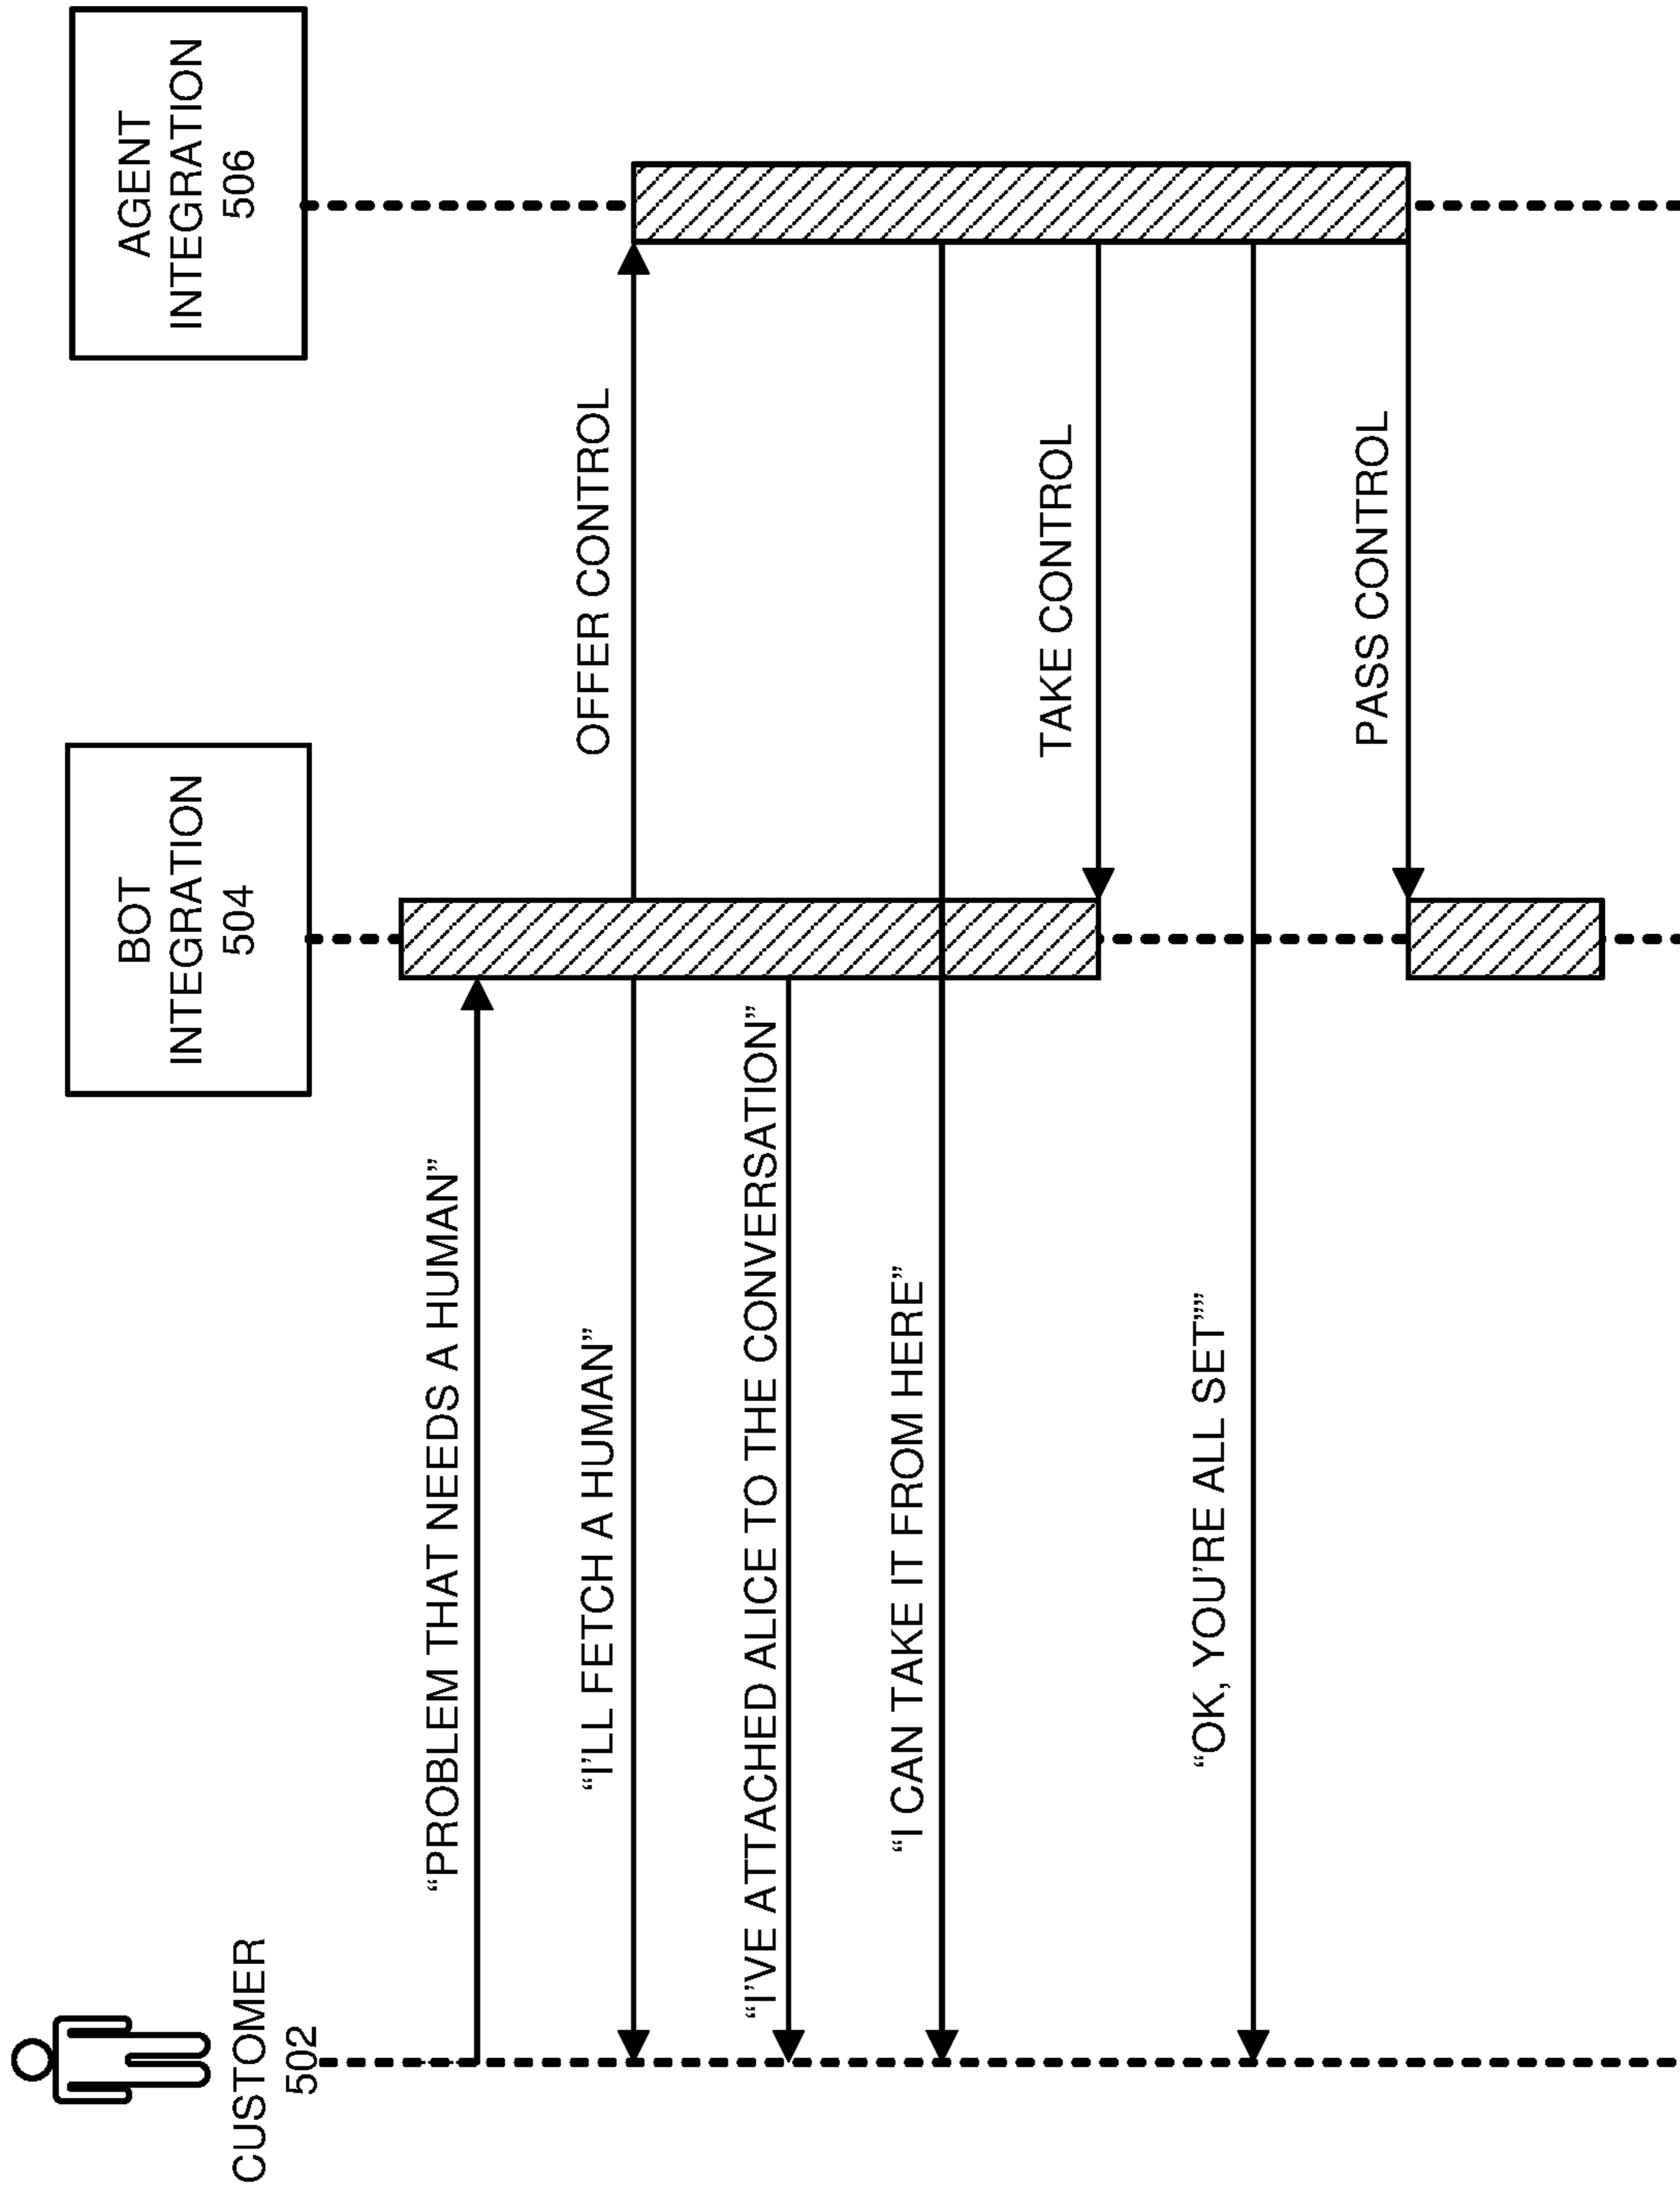 CUSTOMER
502
BOT
INTEGRATION
504
AGENT
INTEGRATION
506
“PROBLEM THAT NEEDS A HUMAN”
“I’LL FETCH A HUMAN”
OFFER CONTROL
“I’VE ATTACHED ALICE TO THE CONVERSATION”
“I CAN TAKE IT FROM HERE”
TAKE CONTROL
“OK, YOU’RE ALL SET””
PASS CONTROL